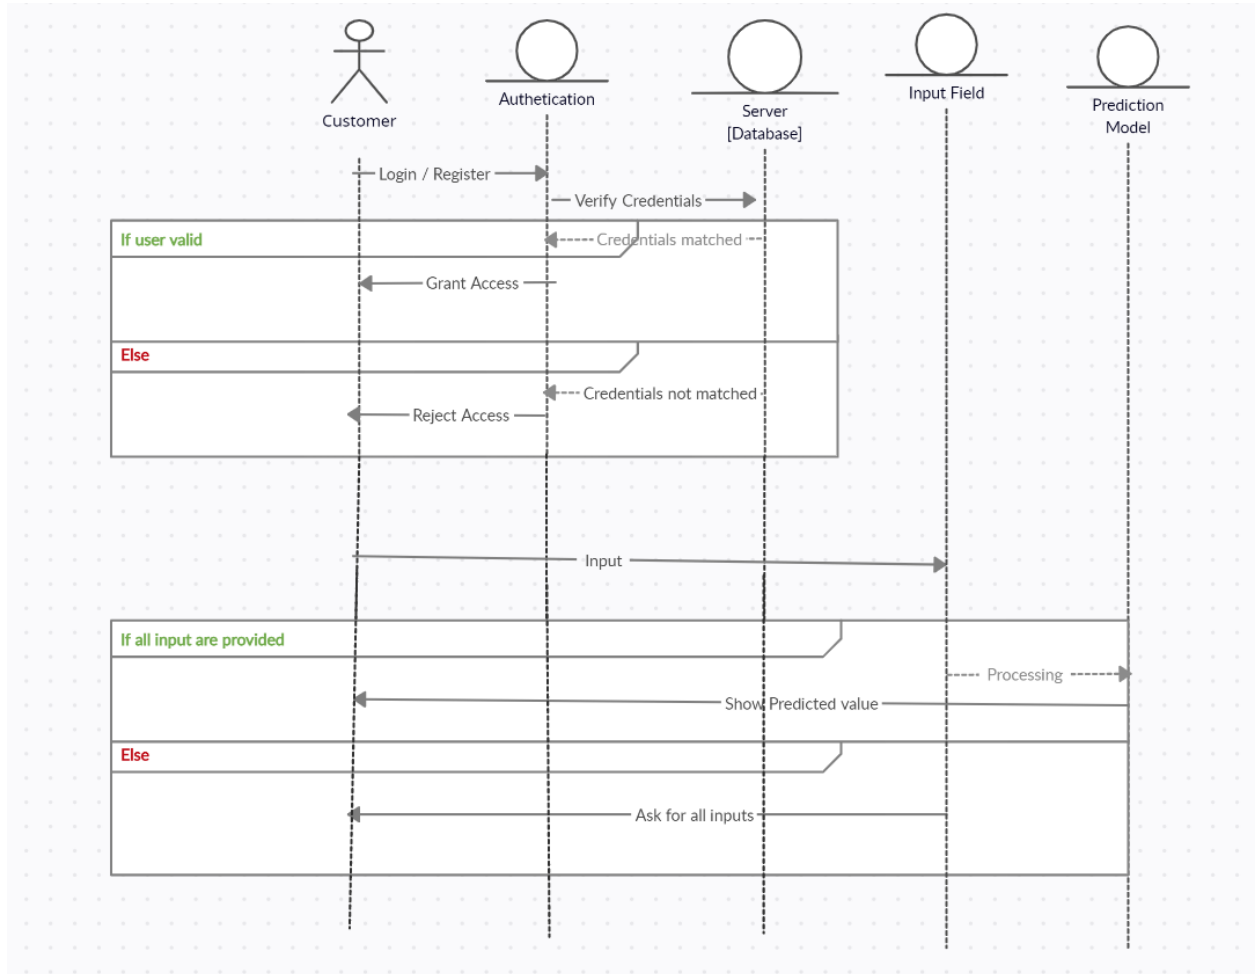 Customer
Authetication
Server
[Database]
Input Field
Prediction
Model
Login / Register
Verify Credentials
If user valid
Credentials matched
Grant Access
Else
Credentials not matched
Reject Access
Input
If all input are provided
Processing
Show Predicted value
Else
Ask for all inputs